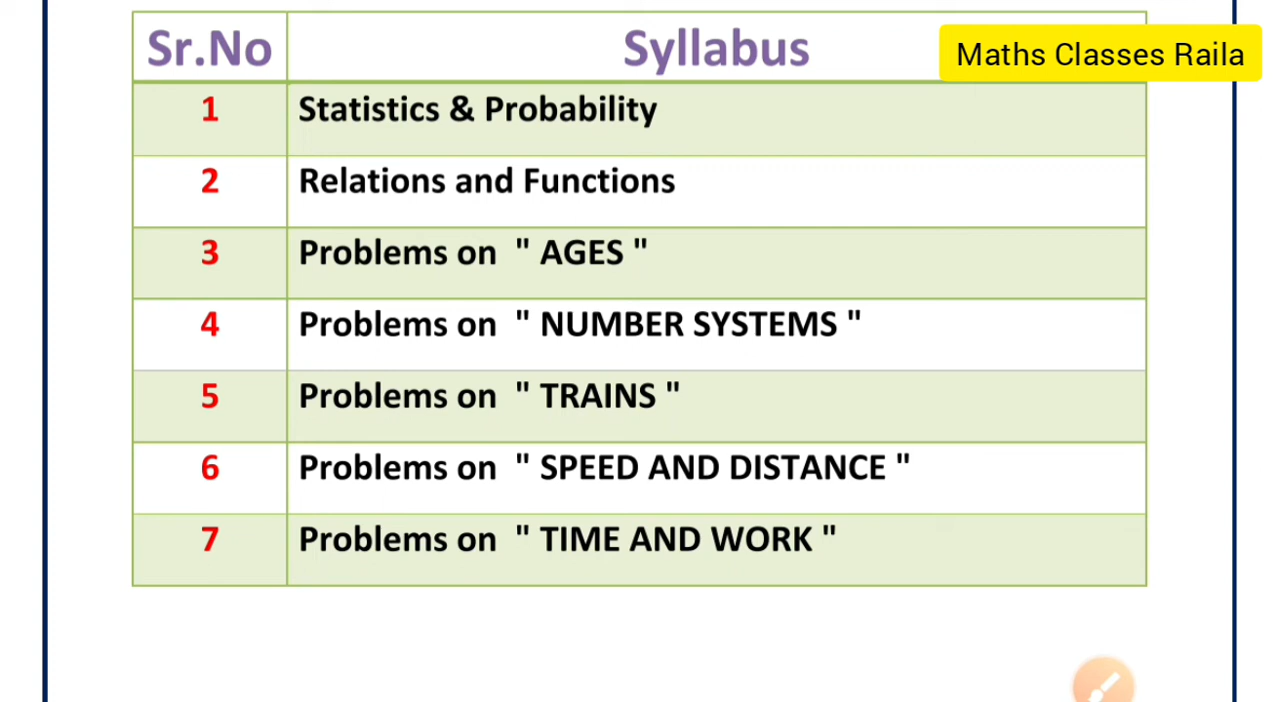 Sr.No Syllabus
Maths Classes Raila
1 Statistics & Probability
2 Relations and Functions
3 Problems on " AGES "
4 Problems on " NUMBER SYSTEMS "
5 Problems on " TRAINS "
6 Problems on " SPEED AND DISTANCE "
7 Problems on " TIME AND WORK "